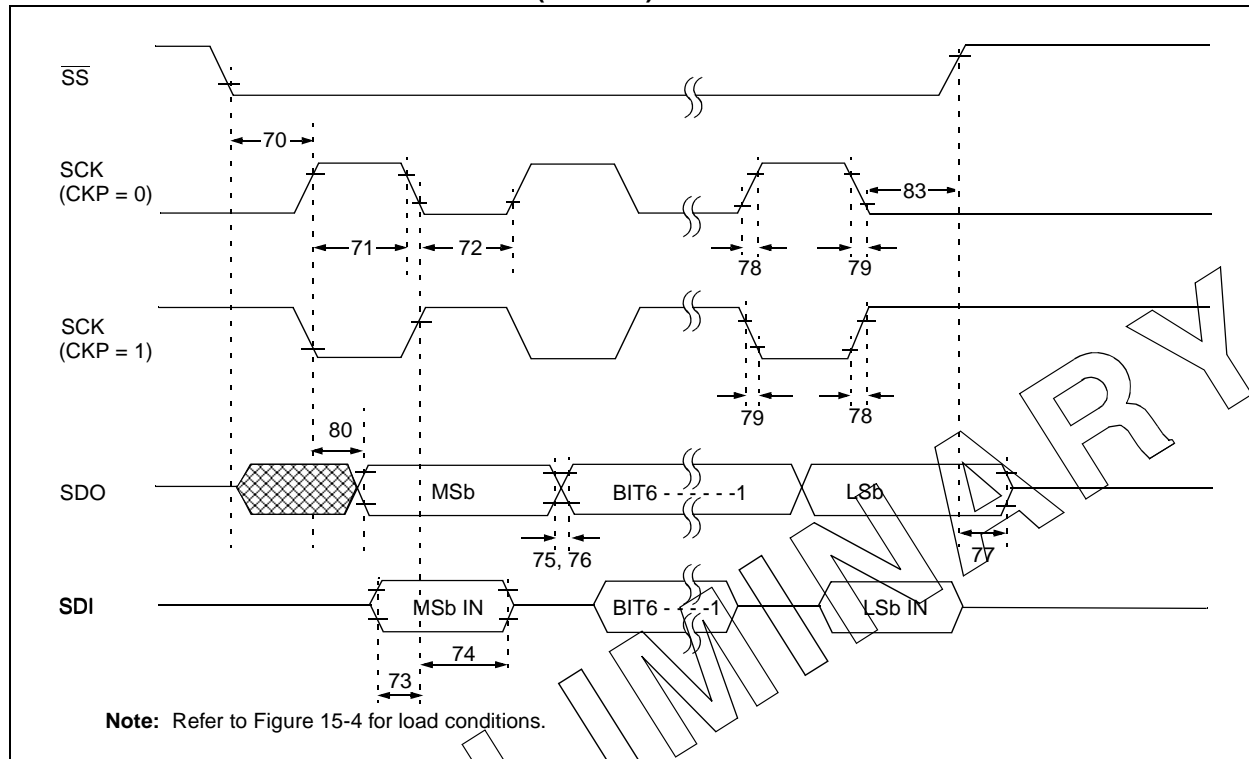 SS
70
SCK
(CKP = 0)
83
71
72
78
79
SCK
(CKP = 1)
79
78
80
SDO
MSb
BIT6 - - - - - -1
LSb
75, 76
77
SDI
MSb IN
BIT6 - - - -1
LSb IN
74
73
Note: Refer to Figure 15-4 for load conditions.
LIMINARY